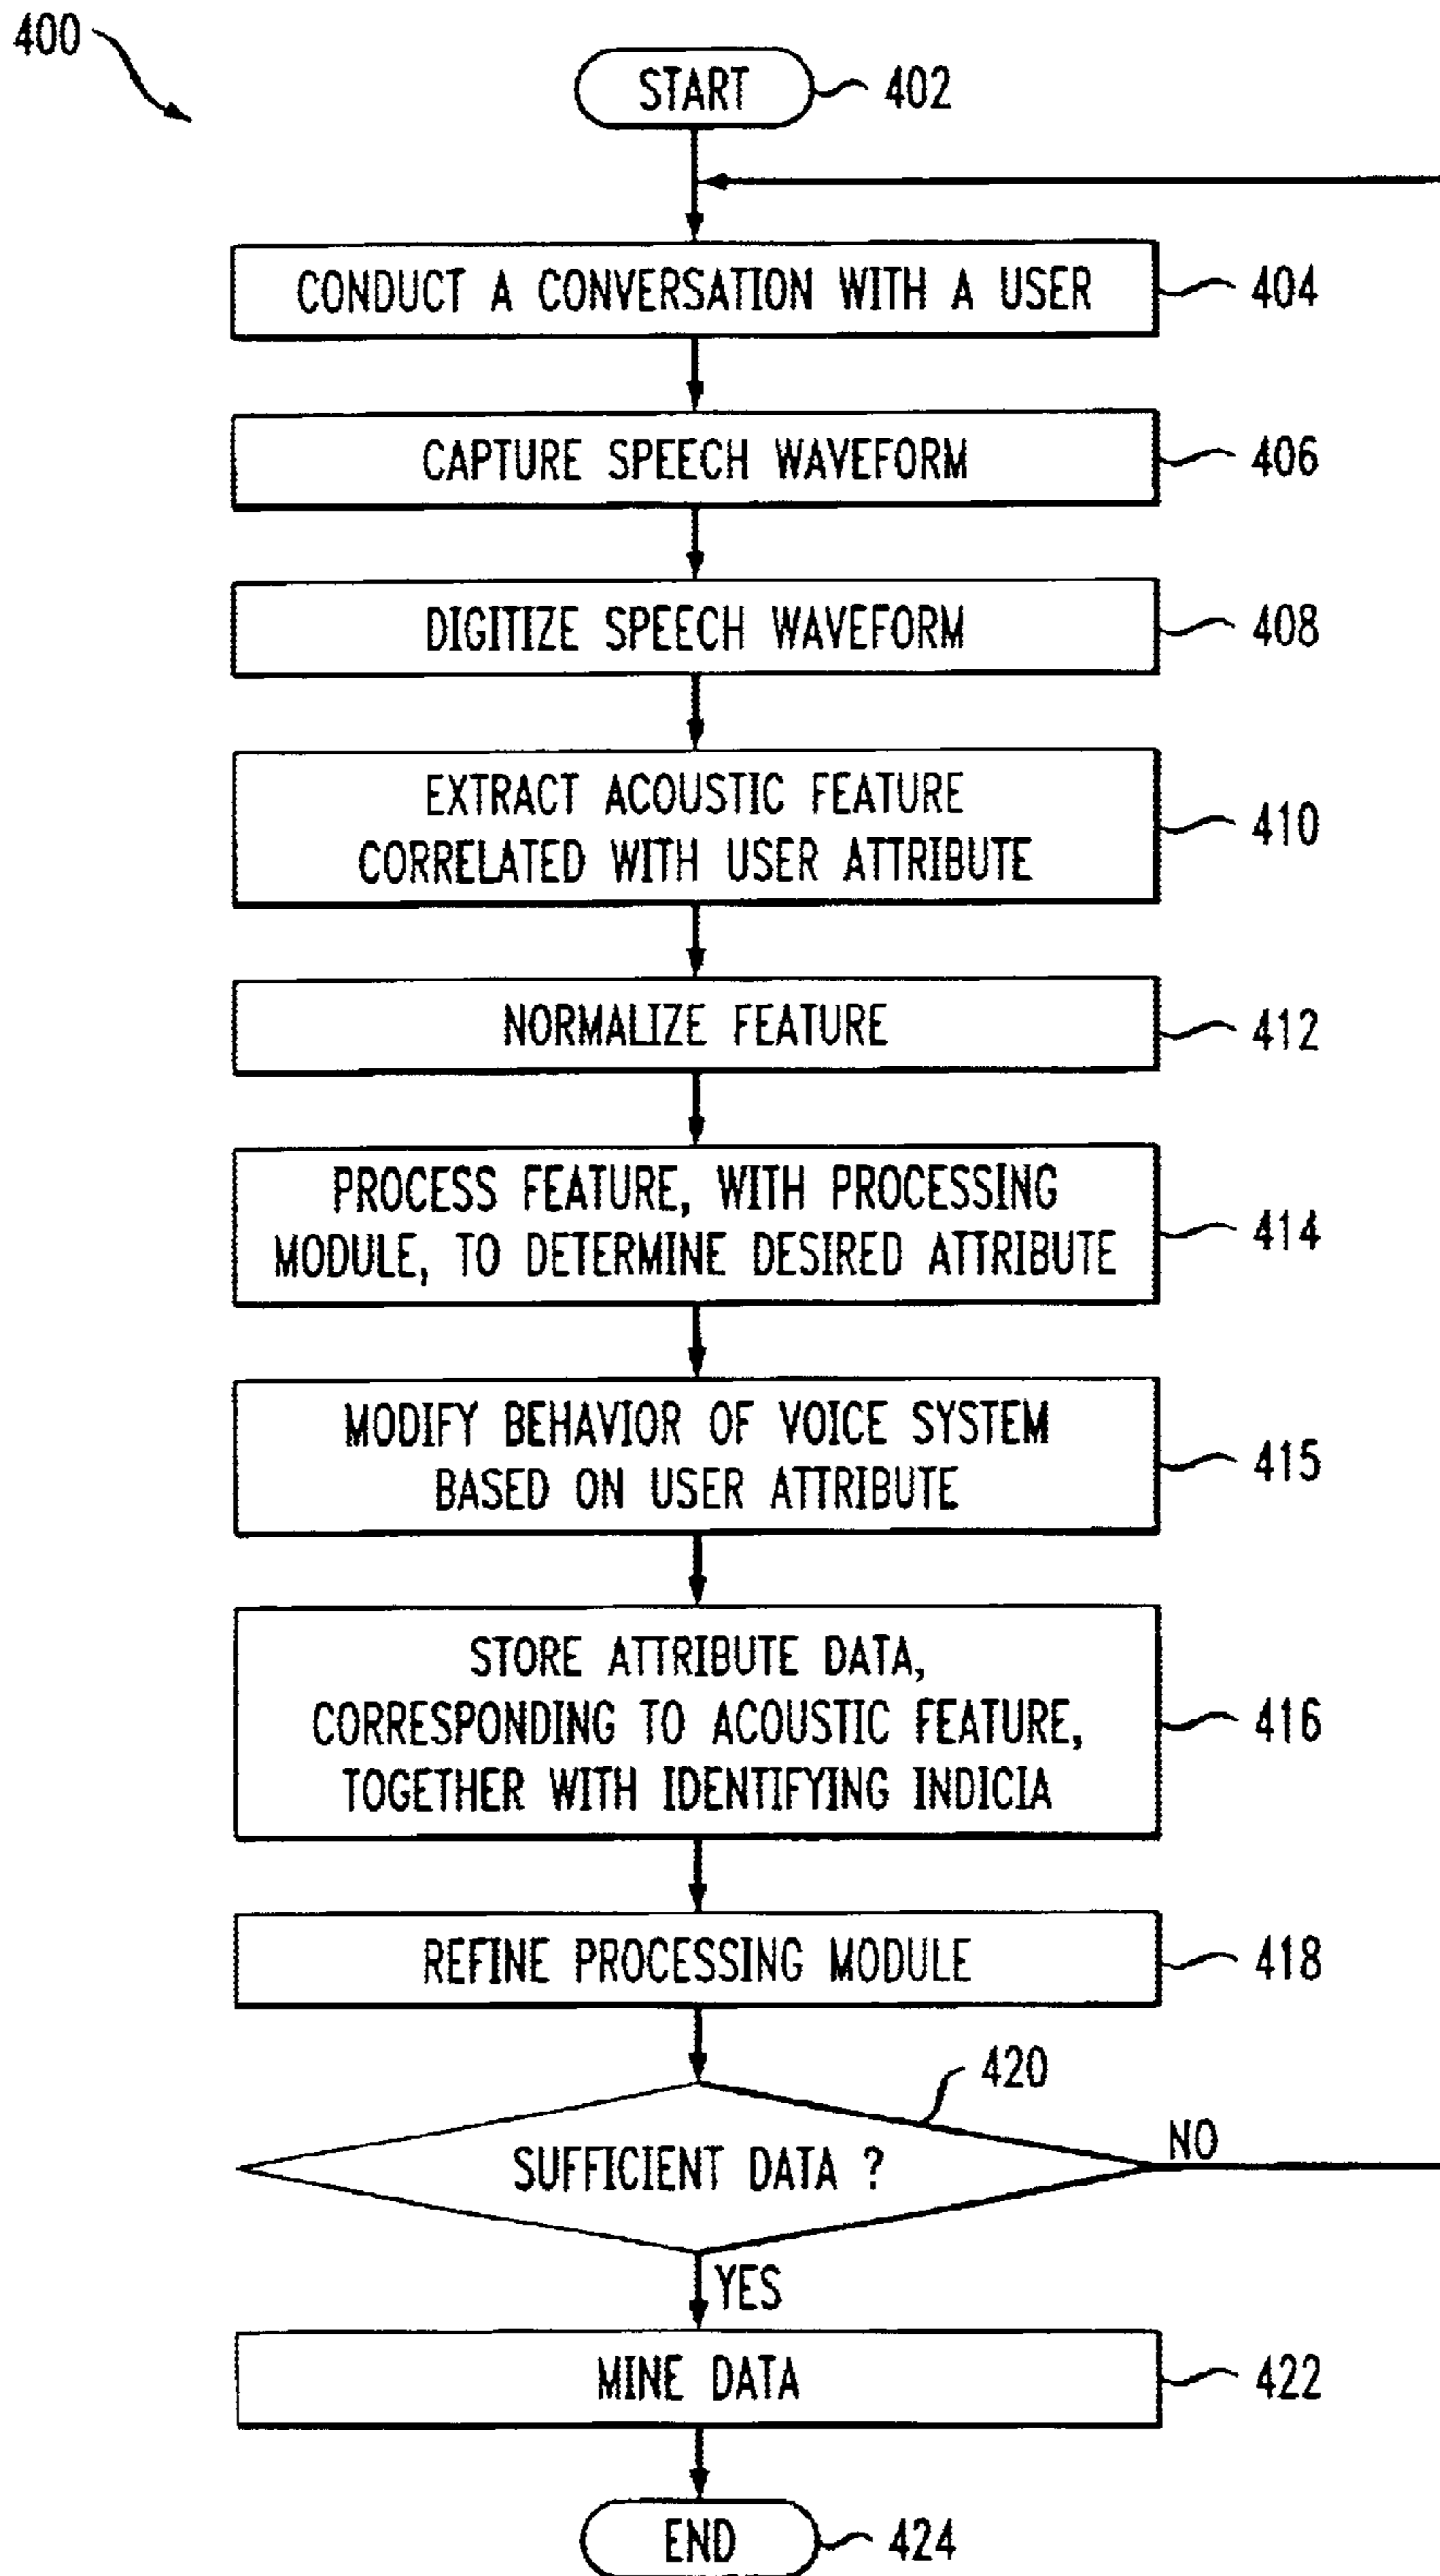 400
START
402
CONDUCT A CONVERSATION WITH A USER
404
CAPTURE SPEECH WAVEFORM
406
DIGITIZE SPEECH WAVEFORM
408
EXTRACT ACOUSTIC FEATURE
CORRELATED WITH USER ATTRIBUTE
410
NORMALIZE FEATURE
412
PROCESS FEATURE, WITH PROCESSING
MODULE, TO DETERMINE DESIRED ATTRIBUTE
414
MODIFY BEHAVIOR OF VOICE SYSTEM
BASED ON USER ATTRIBUTE
415
STORE ATTRIBUTE DATA,
CORRESPONDING TO ACOUSTIC FEATURE,
TOGETHER WITH IDENTIFYING INDICIA
416
REFINE PROCESSING MODULE
418
420
SUFFICIENT DATA ?
NO
YES
MINE DATA
422
END
424